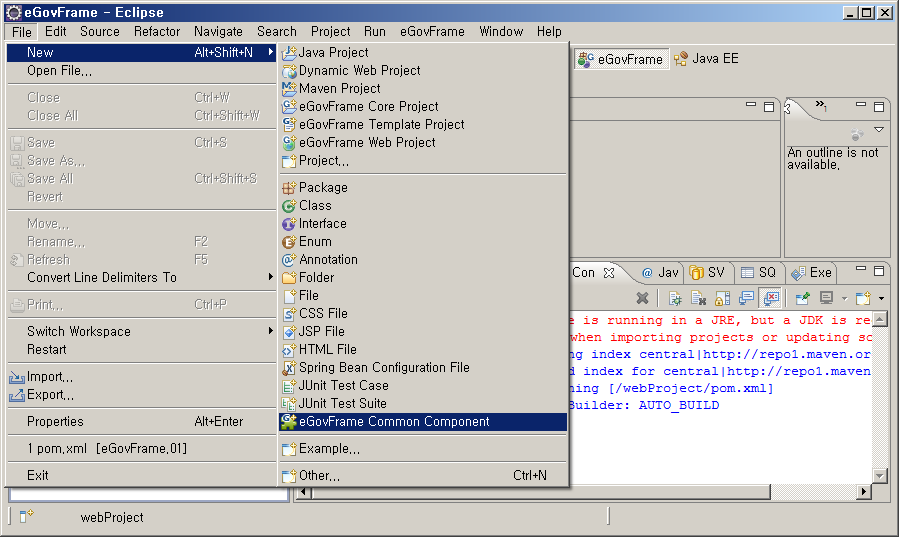 eGovFrame - Eclipse
File Edit Source Refactor Navigate Search Project Run eGovFrame Window Help
New Alt+Shift+N
Open File...
Close Ctrl+W
Close All Ctrl+Shift+W
Save Ctrl+S
Save As...
Save All Ctrl+Shift+S
Revert
Move...
Rename... F2
Refresh F5
Convert Line Delimiters To
Print... Ctrl+P
Switch Workspace
Restart
Import...
Export...
Properties Alt+Enter
1 pom.xml [eGovFrame.01]
Exit
Java Project
Dynamic Web Project
Maven Project
eGovFrame Core Project
eGovFrame Template Project
eGovFrame Web Project
Project...
Package
Class
Interface
Enum
Annotation
Folder
File
CSS File
JSP File
HTML File
Spring Bean Configuration File
JUnit Test Case
JUnit Test Suite
eGovFrame Common Component
Example...
Other... Ctrl+N
eGovFrame Java EE
»1
An outline is not
available.
Con @ Jav SV SQ Exe
e is running in a JRE, but a JDK is re
when importing projects or updating sc
ng index central|http://repo1.maven.or
d index for central|http://repo1.maven
ning [/webProject/pom.xml]
Builder: AUTO_BUILD
webProject